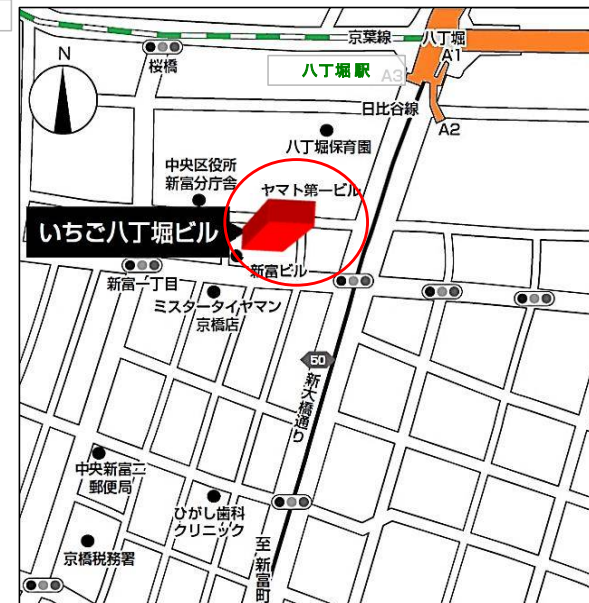 京葉線
八丁堀
A1
N
桜橋
八丁堀駅
A3
日比谷線
A2
八丁堀保育園
中央区役所
新富分庁舎
ヤマト第一ビル
いちご八丁堀ビル
新富ビル
新富一丁目
ミスタータイヤマン
京橋店
50
新大橋通り
中央新富二
郵便局
ひがし歯科
クリニック
京橋税務署
至 新富町